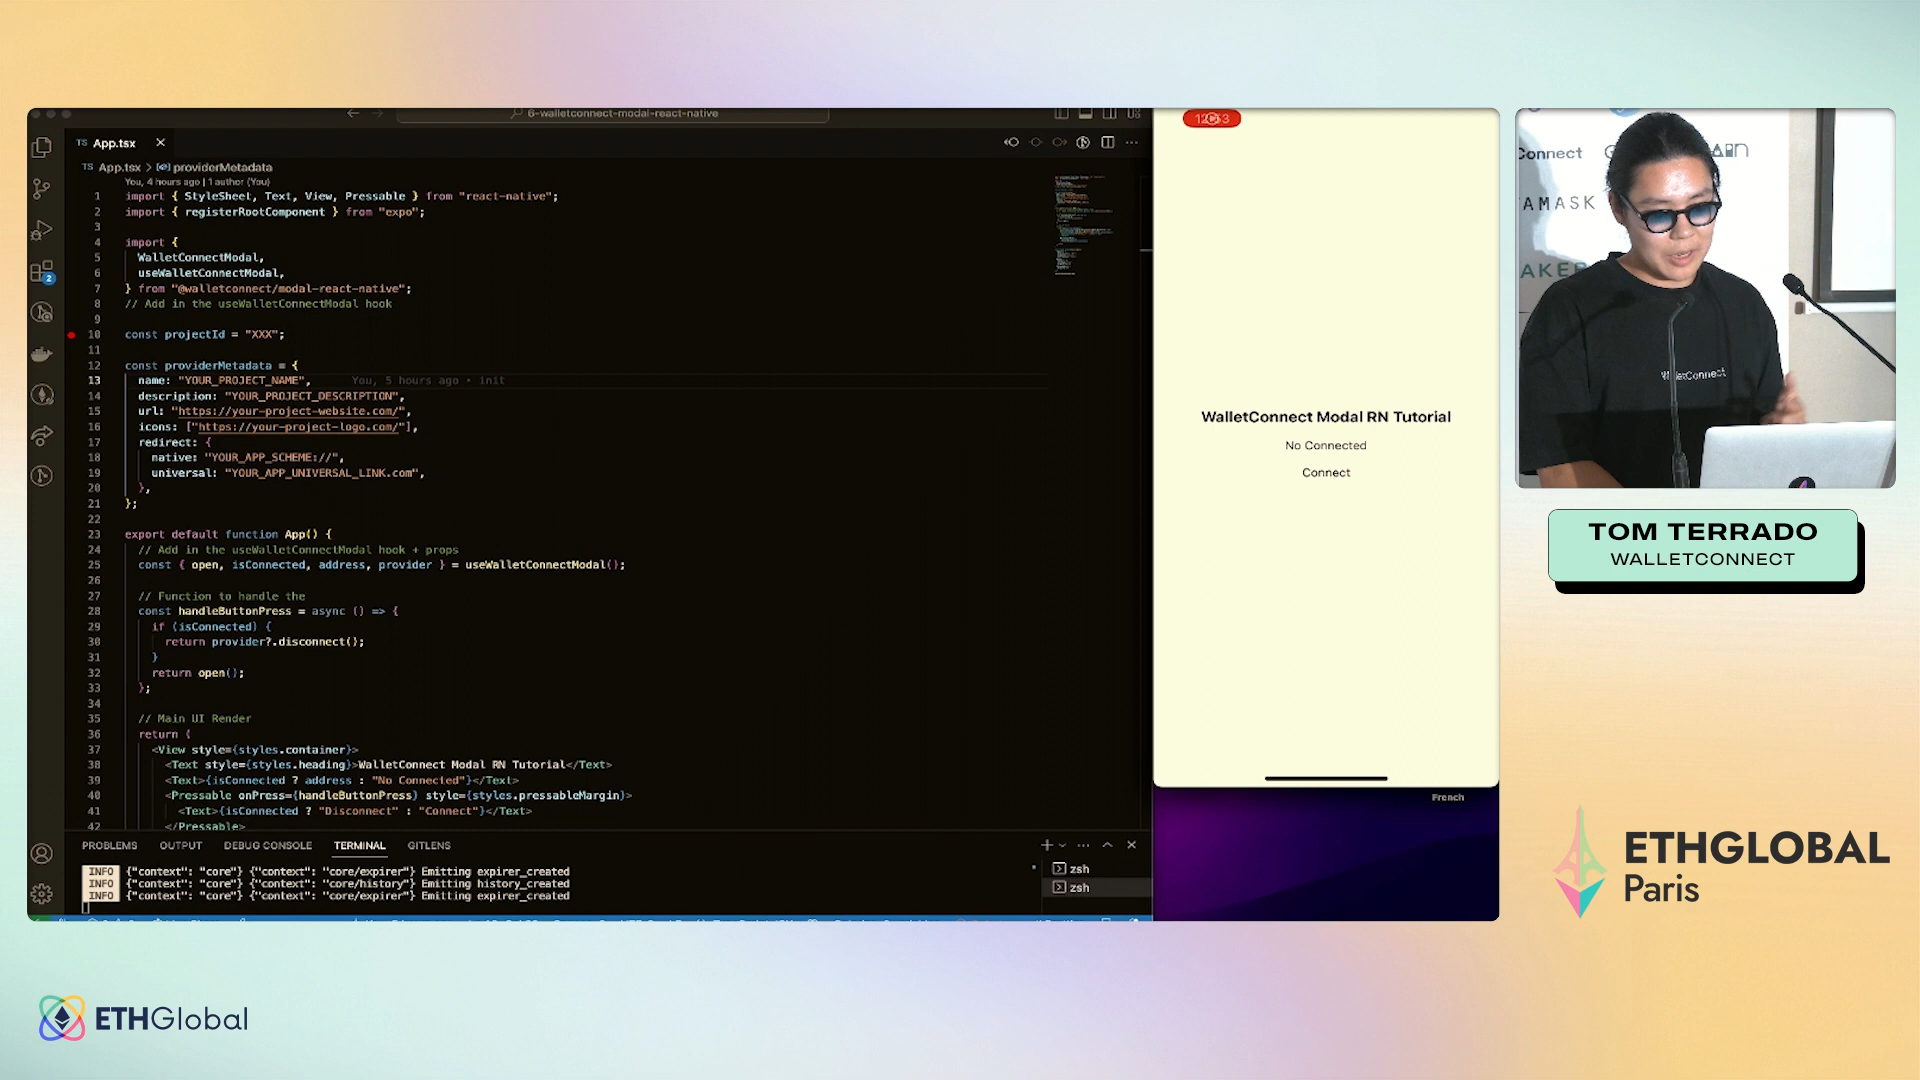 6-walletconnect-modal-react-native
TS App.tsx
TS App.tsx > providerMetadata
You, 4 hours ago | 1 author (You)
1 import { StyleSheet, Text, View, Pressable } from "react-native";
2 import { registerRootComponent } from "expo";
3
4 import {
5 WalletConnectModal,
6 useWalletConnectModal,
7 } from "@walletconnect/modal-react-native";
8 // Add in the useWalletConnectModal hook
9
10 const projectId = "XXX";
11
12 const providerMetadata = {
13 name: "YOUR_PROJECT_NAME", You, 5 hours ago • init
14 description: "YOUR_PROJECT_DESCRIPTION",
15 url: "https://your-project-website.com/",
16 icons: ["https://your-project-logo.com/"],
17 redirect: {
18 native: "YOUR_APP_SCHEME://",
19 universal: "YOUR_APP_UNIVERSAL_LINK.com",
20 },
21 };
22
23 export default function App() {
24 // Add in the useWalletConnectModal hook + props
25 const { open, isConnected, address, provider } = useWalletConnectModal();
26
27 // Function to handle the
28 const handleButtonPress = async () => {
29 if (isConnected) {
30 return provider?.disconnect();
31 }
32 return open();
33 };
34
35 // Main UI Render
36 return (
37 <View style={styles.container}>
38 <Text style={styles.heading}>WalletConnect Modal RN Tutorial</Text>
39 <Text>{isConnected ? address : "No Connected"}</Text>
40 <Pressable onPress={handleButtonPress} style={styles.pressableMargin}>
41 <Text>{isConnected ? "Disconnect" : "Connect"}</Text>
42 </Pressable>
2
PROBLEMS OUTPUT DEBUG CONSOLE TERMINAL GITLENS
INFO {"context": "core"} {"context": "core/expirer"} Emitting expirer_created
INFO {"context": "core"} {"context": "core/history"} Emitting history_created
INFO {"context": "core"} {"context": "core/expirer"} Emitting expirer_created
zsh
zsh
WalletConnect Modal RN Tutorial
No Connected
Connect
French
Connect
AMASK
AKER
WalletConnect
TOM TERRADO
WALLETCONNECT
ETHGLOBAL
Paris
ETHGlobal